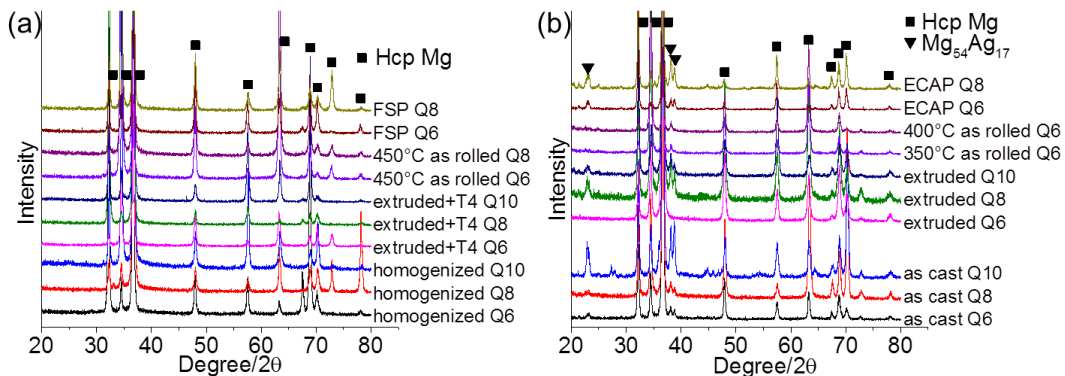 (a)
Hcp Mg
FSP Q8
FSP Q6
450°C as rolled Q8
450°C as rolled Q6
extruded+T4 Q10
extruded+T4 Q8
extruded+T4 Q6
homogenized Q10
homogenized Q8
homogenized Q6
Intensity
20 30 40 50 60 70 80
Degree/2θ
(b)
Hcp Mg
Mg54Ag17
ECAP Q8
ECAP Q6
400°C as rolled Q6
350°C as rolled Q6
extruded Q10
extruded Q8
extruded Q6
as cast Q10
as cast Q8
as cast Q6
Intensity
20 30 40 50 60 70 80
Degree/2θ